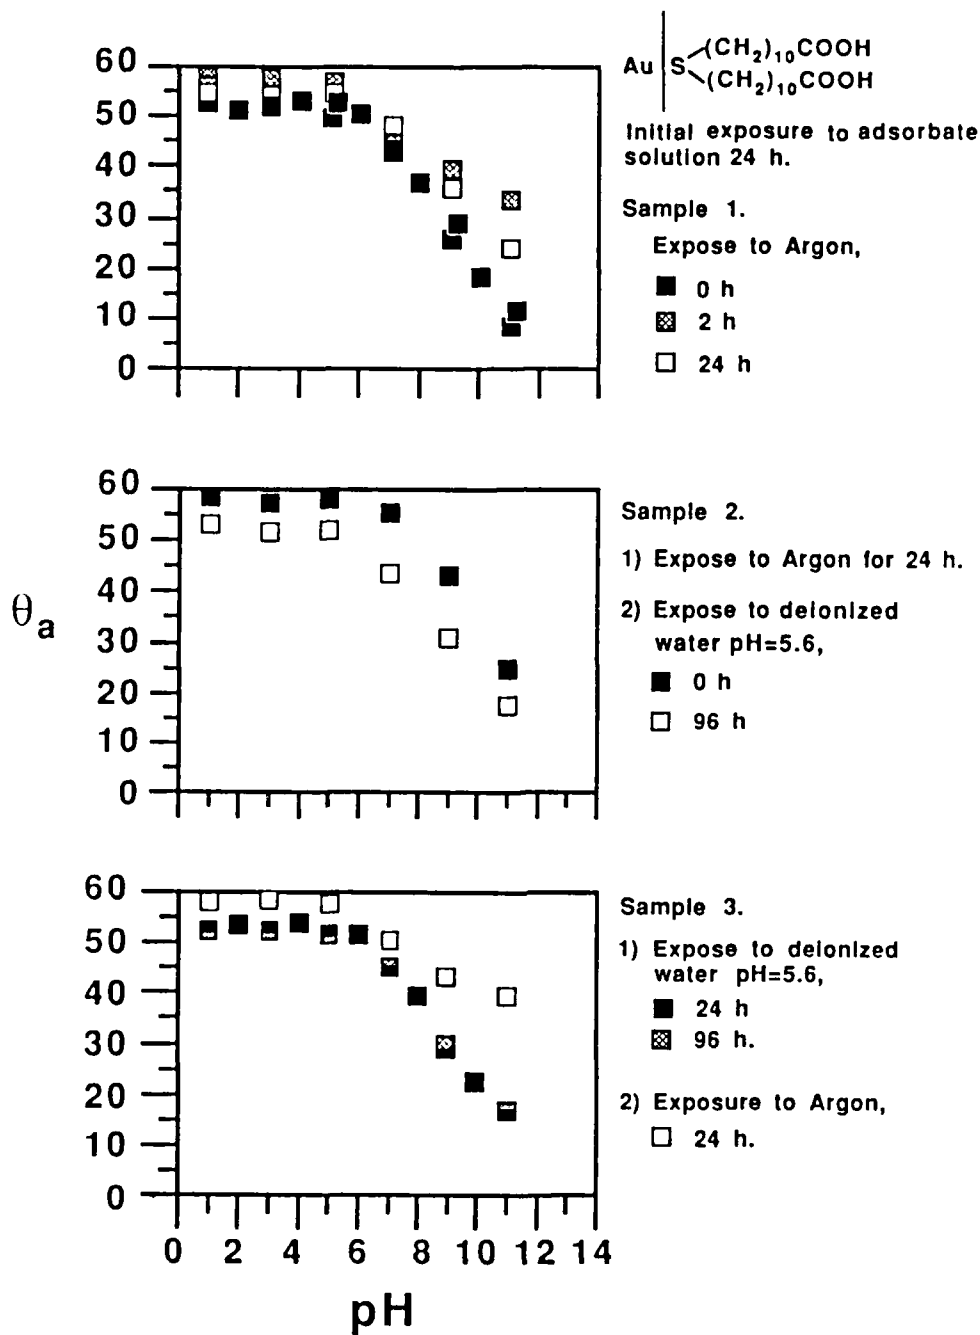 Au S (CH2)10COOH
(CH2)10COOH
Initial exposure to adsorbate
solution 24 h.
Sample 1.
Expose to Argon,
0 h
2 h
24 h
60
50
40
30
20
10
0
Sample 2.
1) Expose to Argon for 24 h.
2) Expose to deionized
water pH=5.6,
0 h
96 h
60
50
40
30
20
10
0
θa
Sample 3.
1) Expose to deionized
water pH=5.6,
24 h
96 h.
2) Exposure to Argon,
24 h.
60
50
40
30
20
10
0
0 2 4 6 8 10 12 14
pH